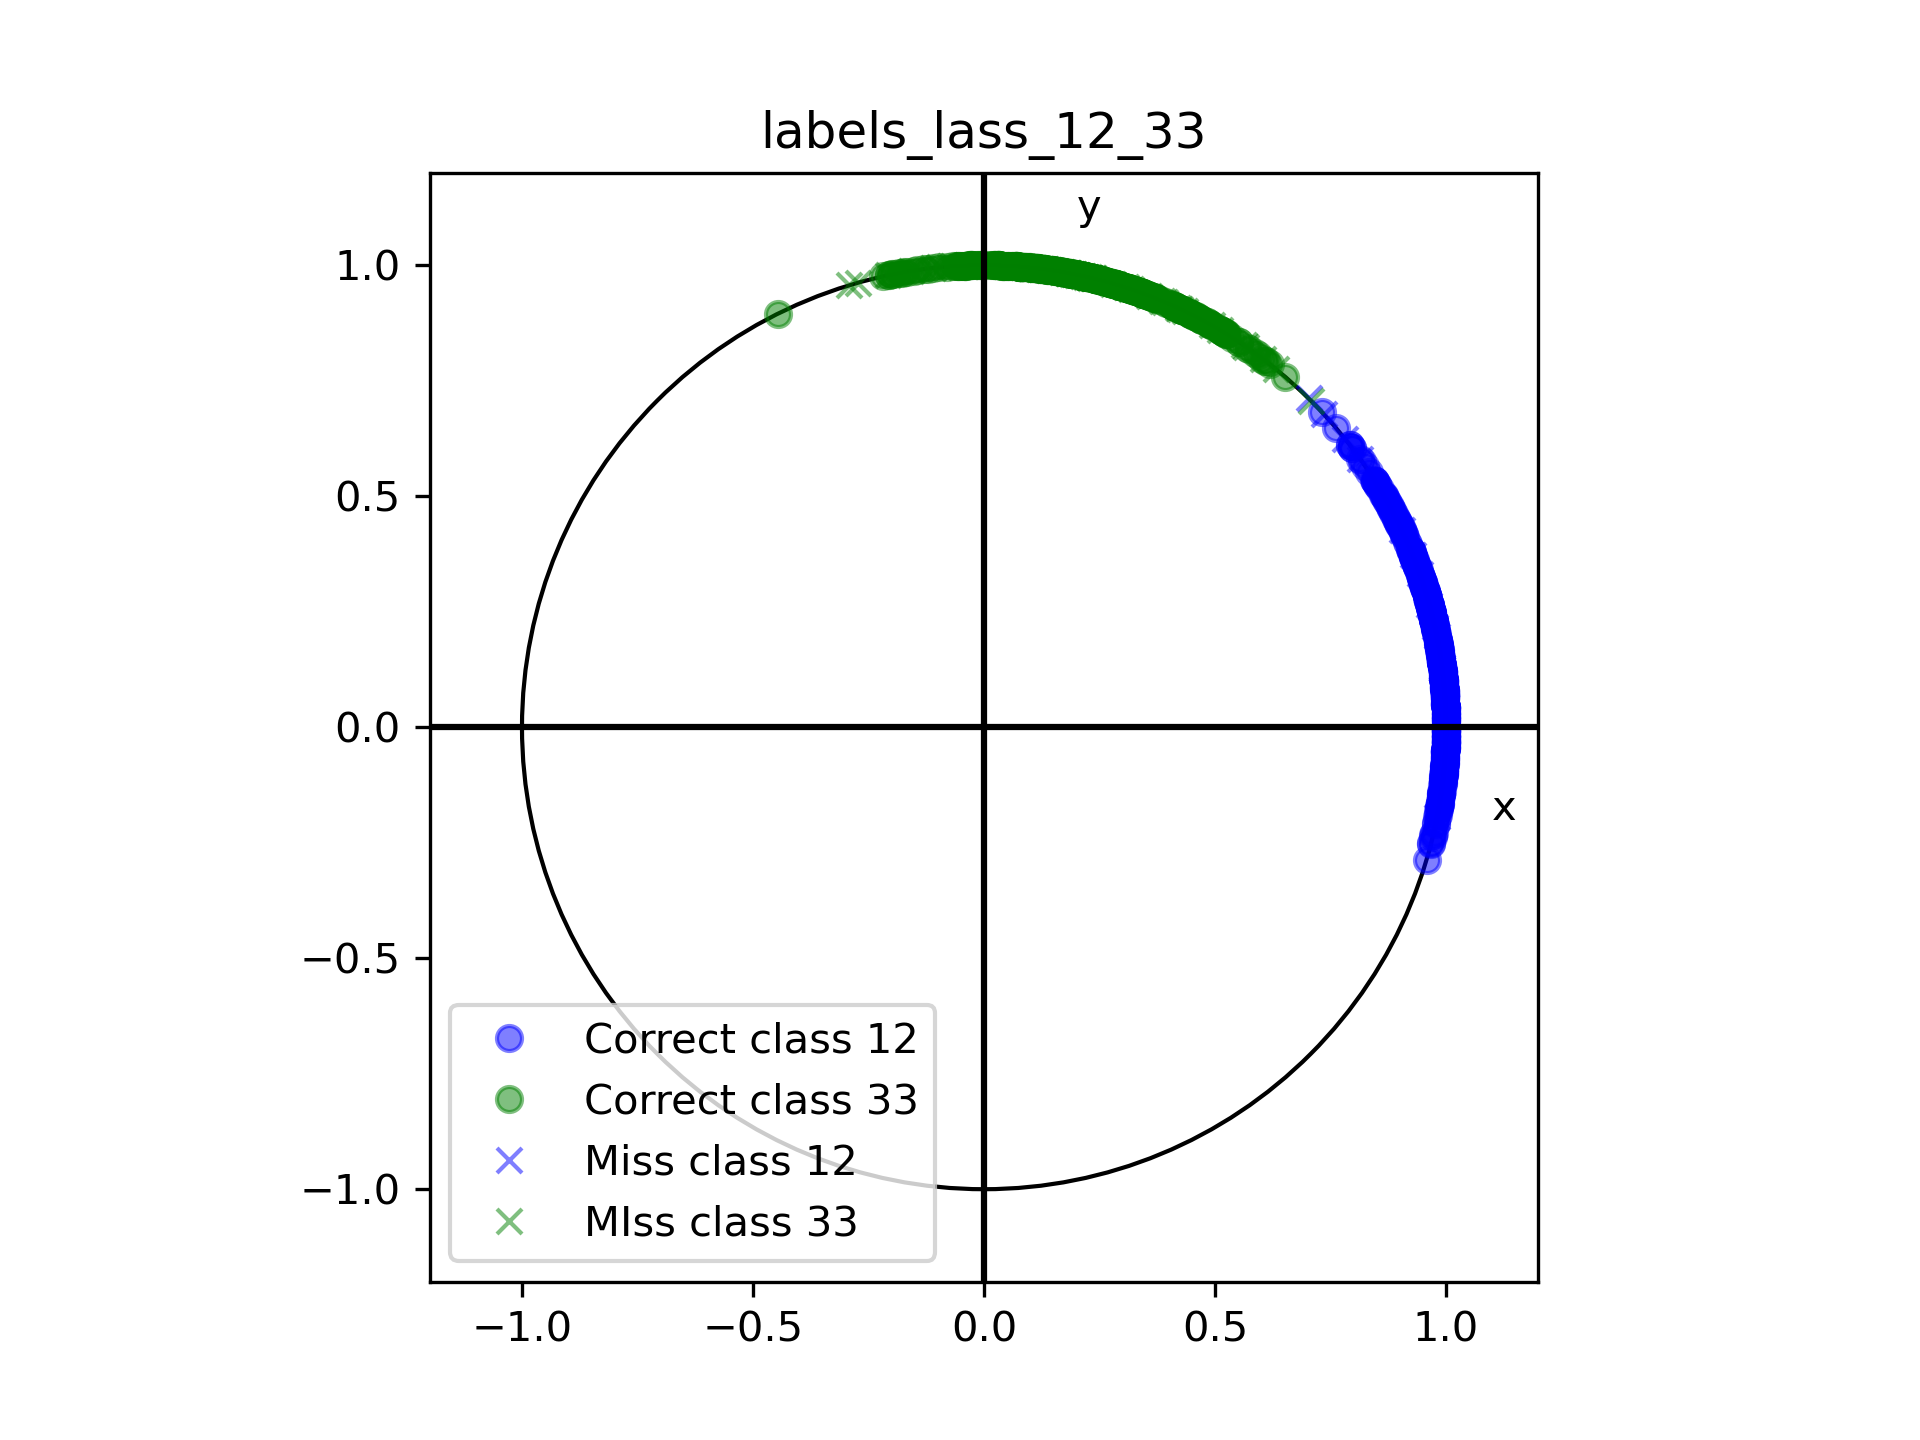 labels_lass_12_33
y
x
1.0
0.5
0.0
−0.5
−1.0
−1.0 −0.5 0.0 0.5 1.0
Correct class 12
Correct class 33
Miss class 12
MIss class 33